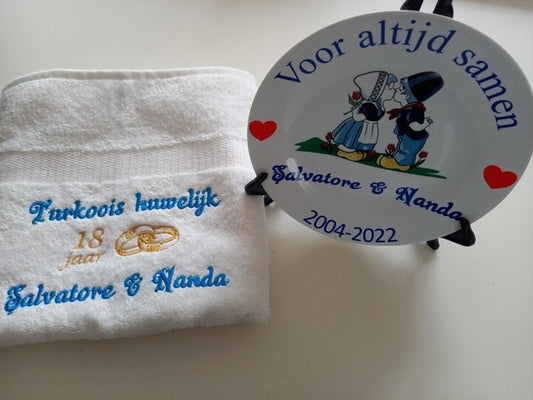 Turkoois huwelijk
18
jaar
Salvatore & Nanda
Voor altijd samen
Salvatore & Nanda
2004-2022